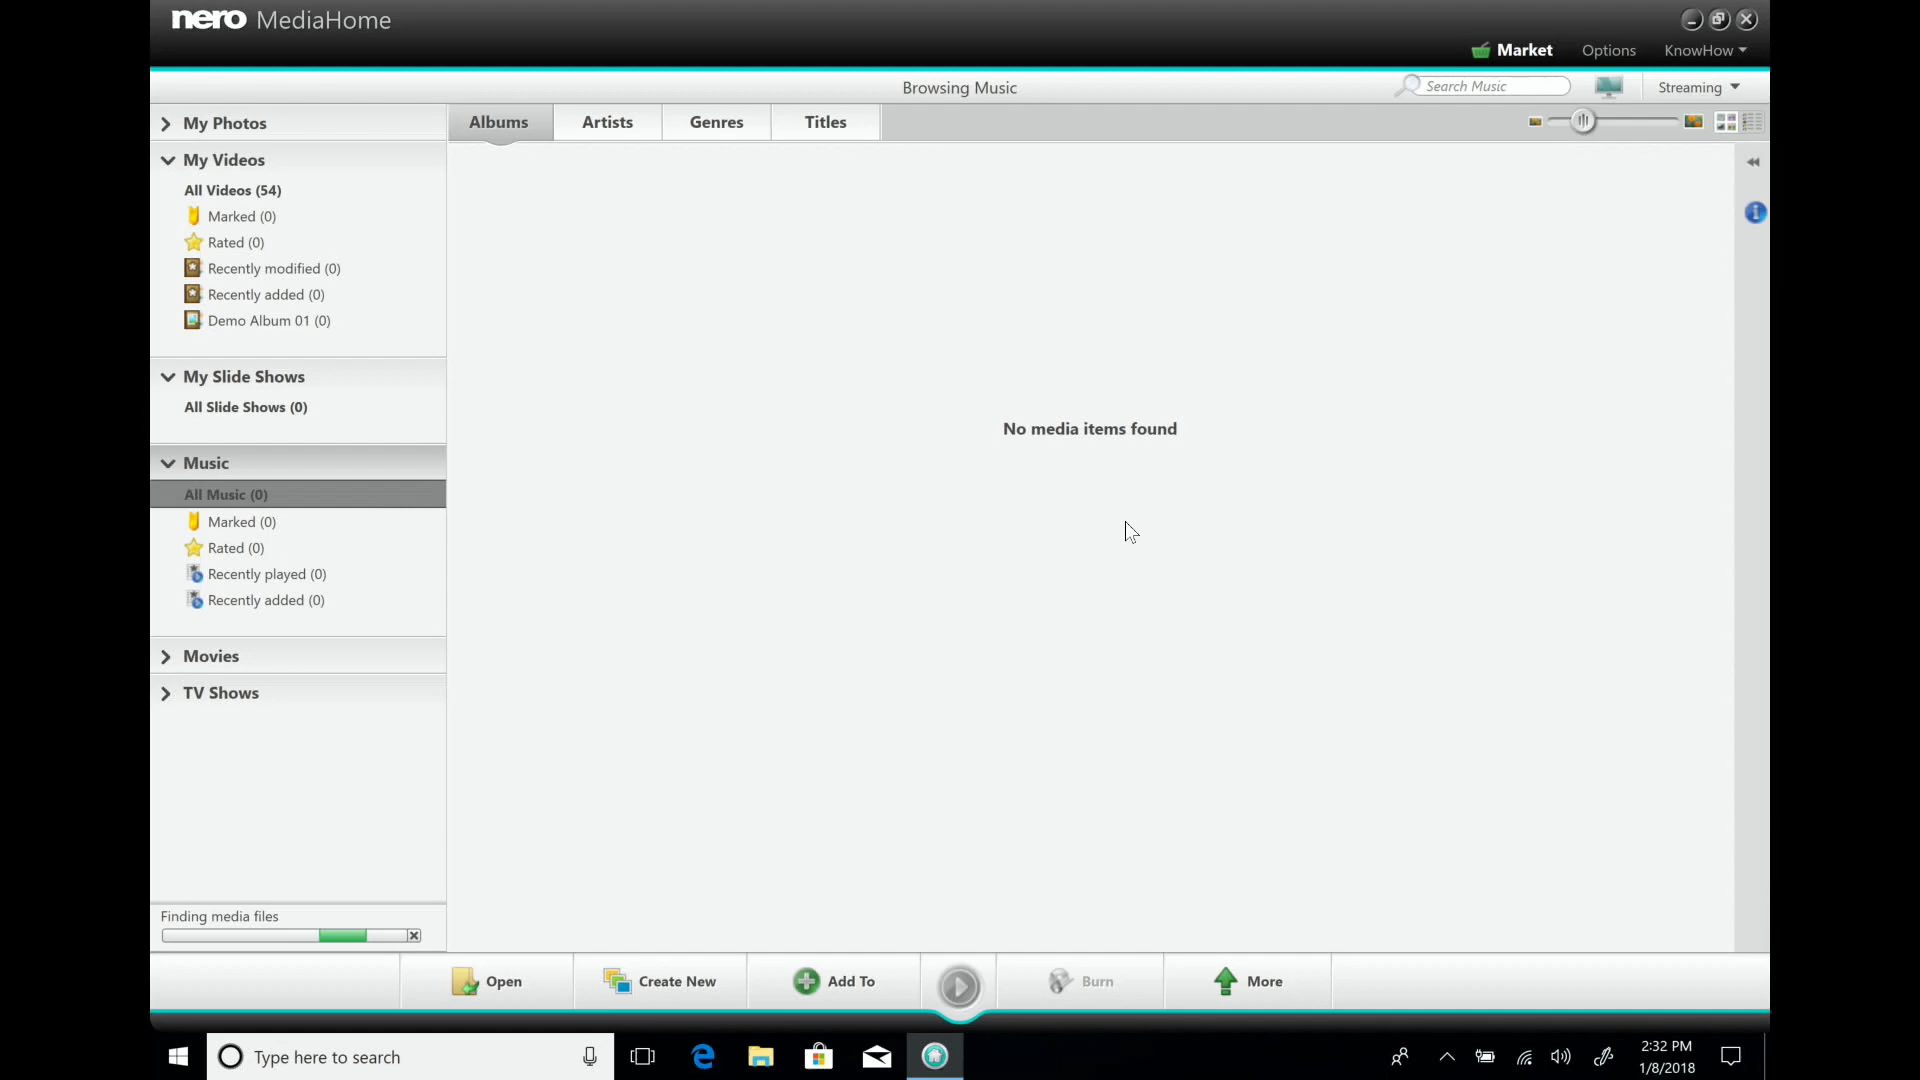 nero MediaHome
Market Options KnowHow
Browsing Music
Search Music
Streaming
My Photos
Albums Artists Genres Titles
My Videos
All Videos (54)
Marked (0)
Rated (0)
Recently modified (0)
Recently added (0)
Demo Album 01 (0)
My Slide Shows
All Slide Shows (0)
No media items found
Music
All Music (0)
Marked (0)
Rated (0)
Recently played (0)
Recently added (0)
Movies
TV Shows
Finding media files
Open Create New Add To Burn More
Type here to search
2:32 PM
1/8/2018